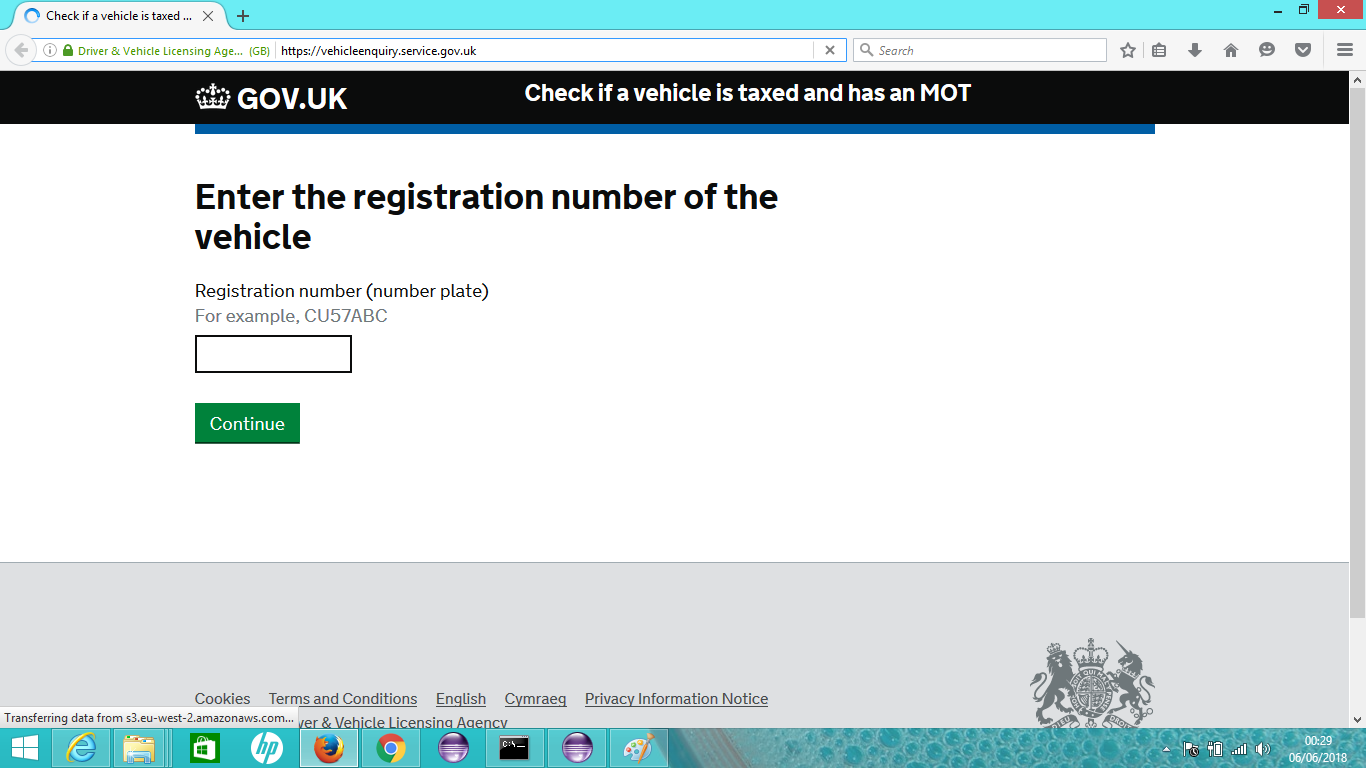 Check if a vehicle is taxed ...
Driver & Vehicle Licensing Age... (GB) https://vehicleenquiry.service.gov.uk Search
GOV.UK Check if a vehicle is taxed and has an MOT
Enter the registration number of the
vehicle
Registration number (number plate)
For example, CU57ABC
Continue
Cookies Terms and Conditions English Cymraeg Privacy Information Notice
Transferring data from s3.eu-west-2.amazonaws.com... ver & Vehicle Licensing Agency
hp C:\
00:29
06/06/2018